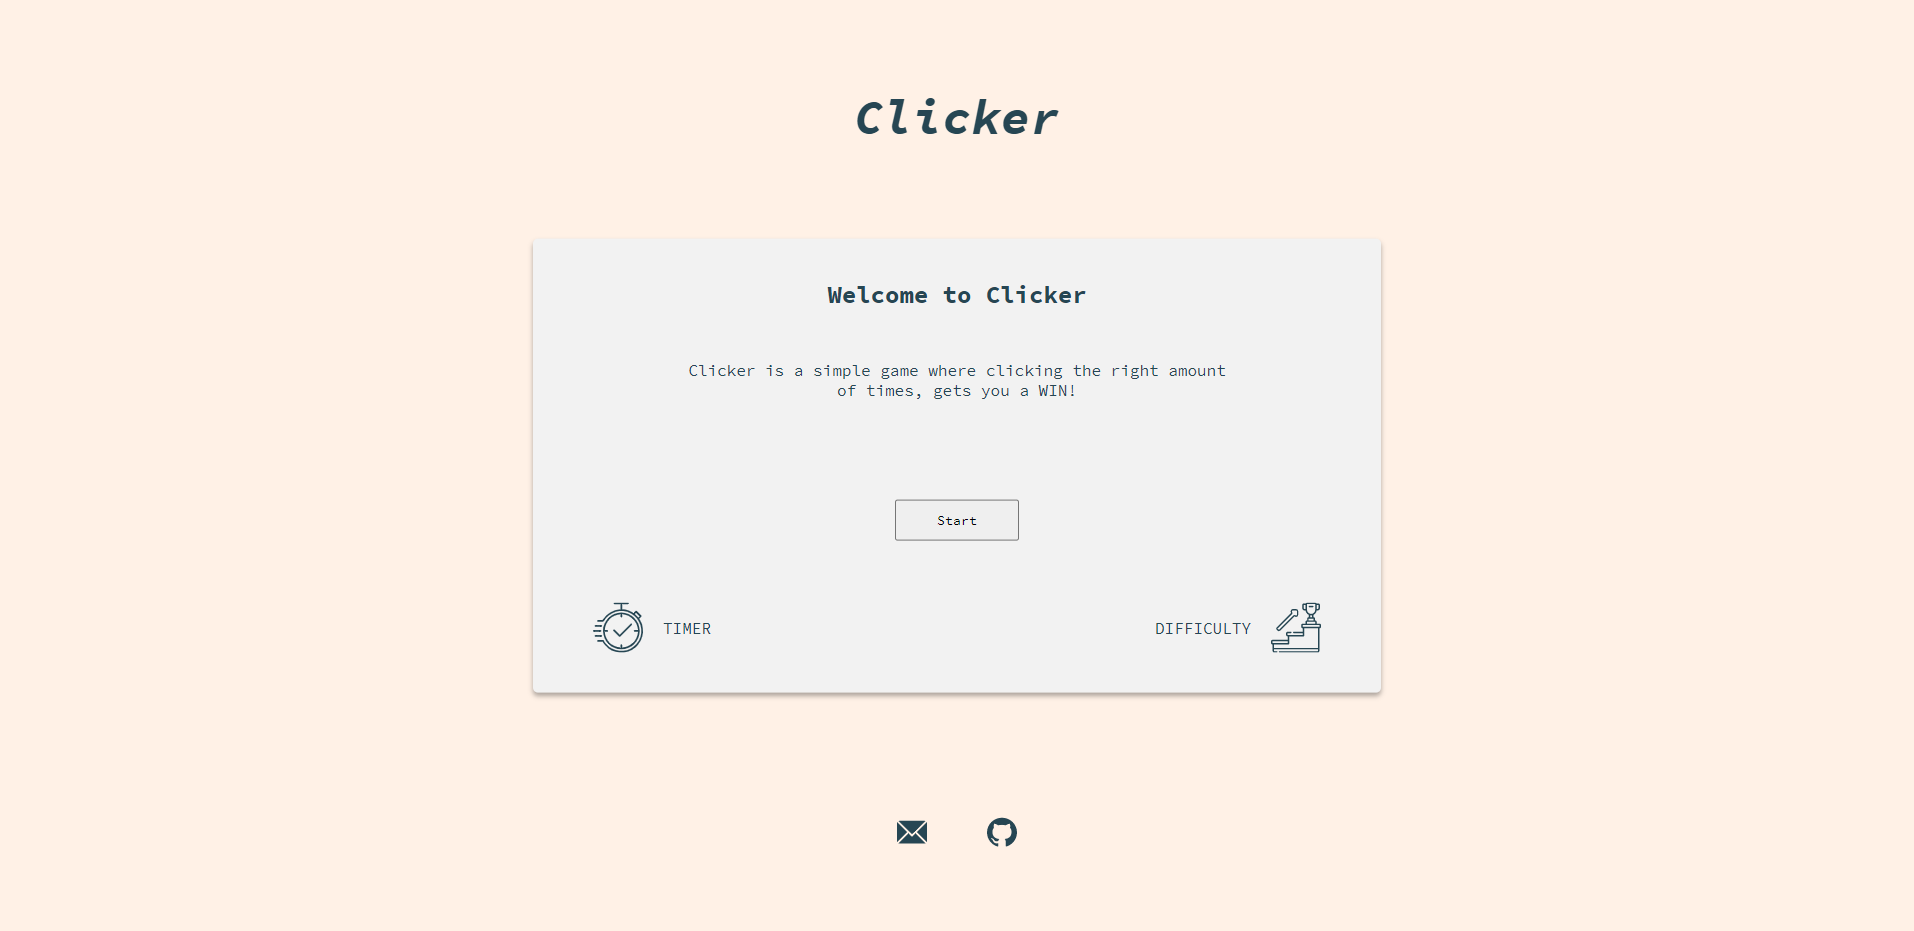 Clicker
Welcome to Clicker
Clicker is a simple game where clicking the right amount
of times, gets you a WIN!
Start
TIMER
DIFFICULTY